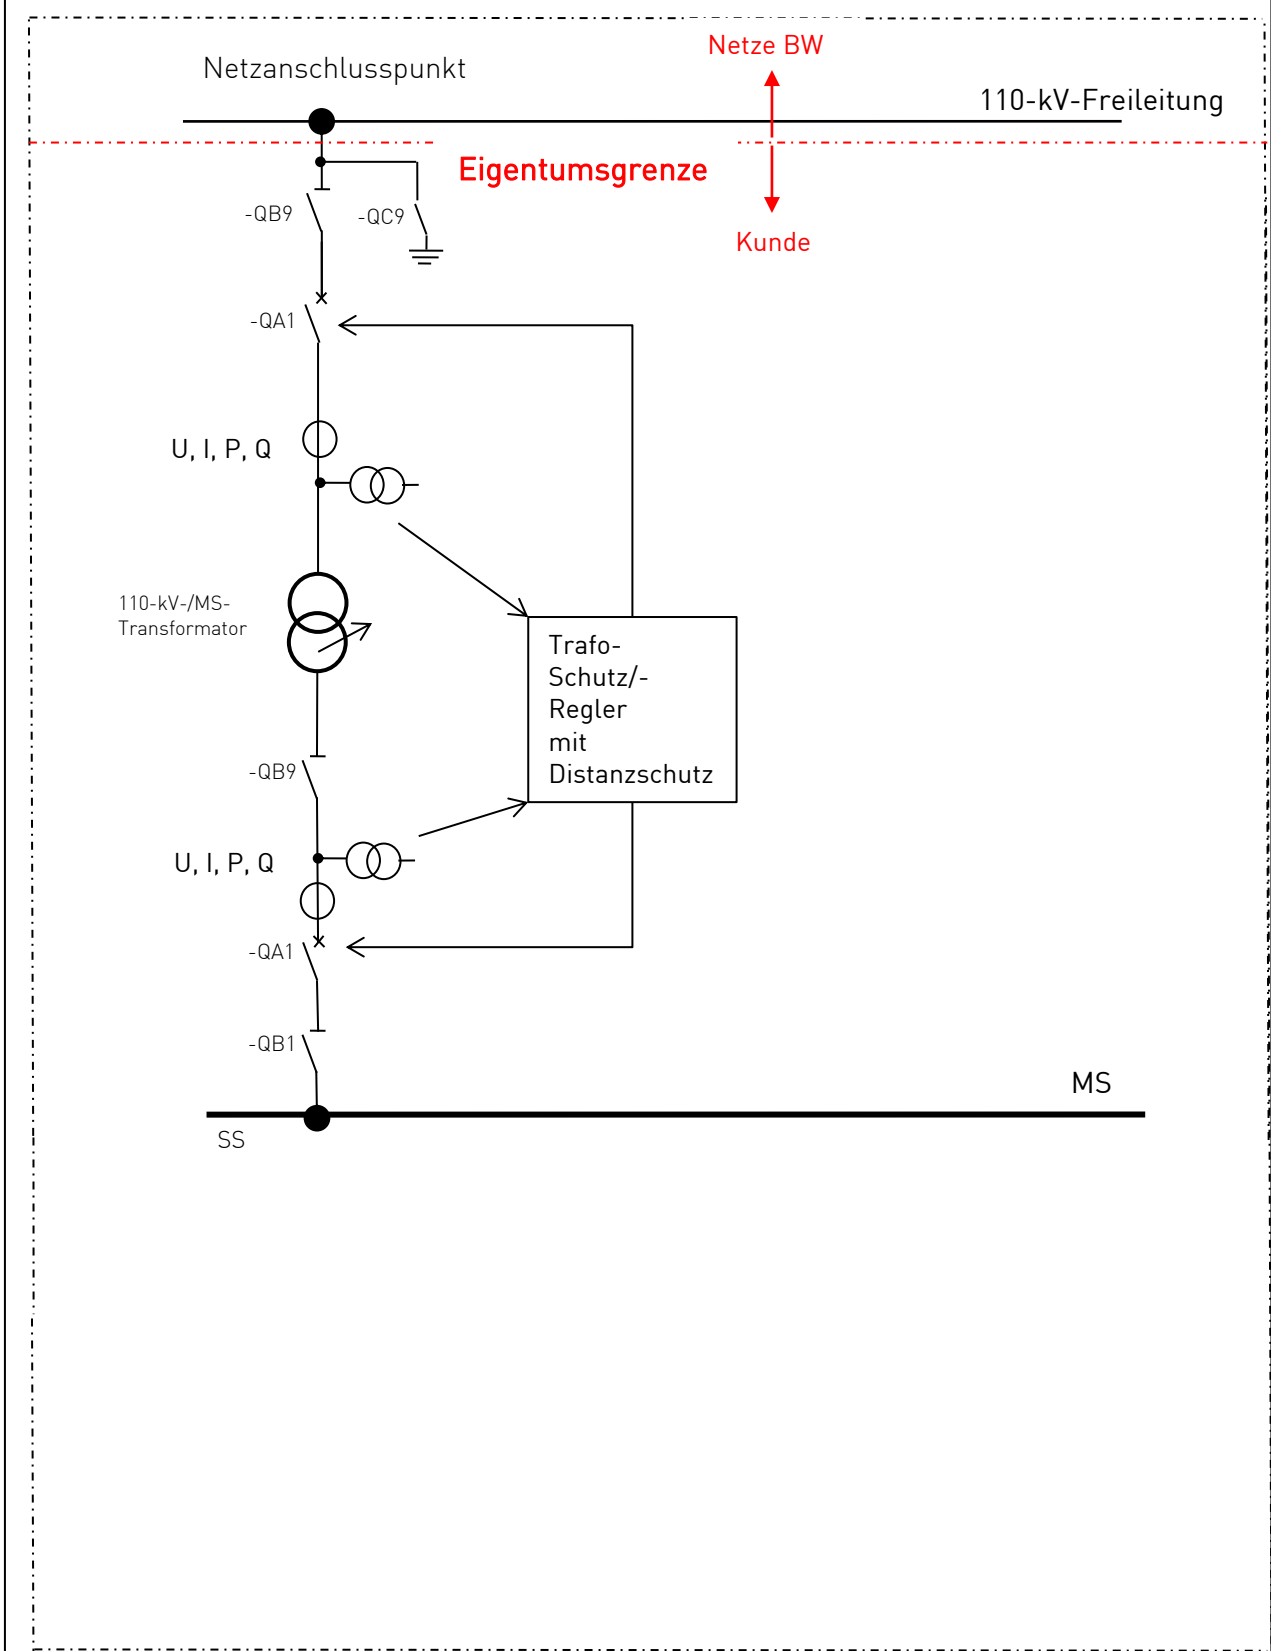 Netze BW
Netzanschlusspunkt
110-kV-Freileitung
Eigentumsgrenze
-QB9
-QC9
Kunde
-QA1
U, I, P, Q
110-kV-/MS-
Transformator
Trafo-
Schutz/-
Regler
mit
Distanzschutz
-QB9
U, I, P, Q
-QA1
-QB1
MS
SS